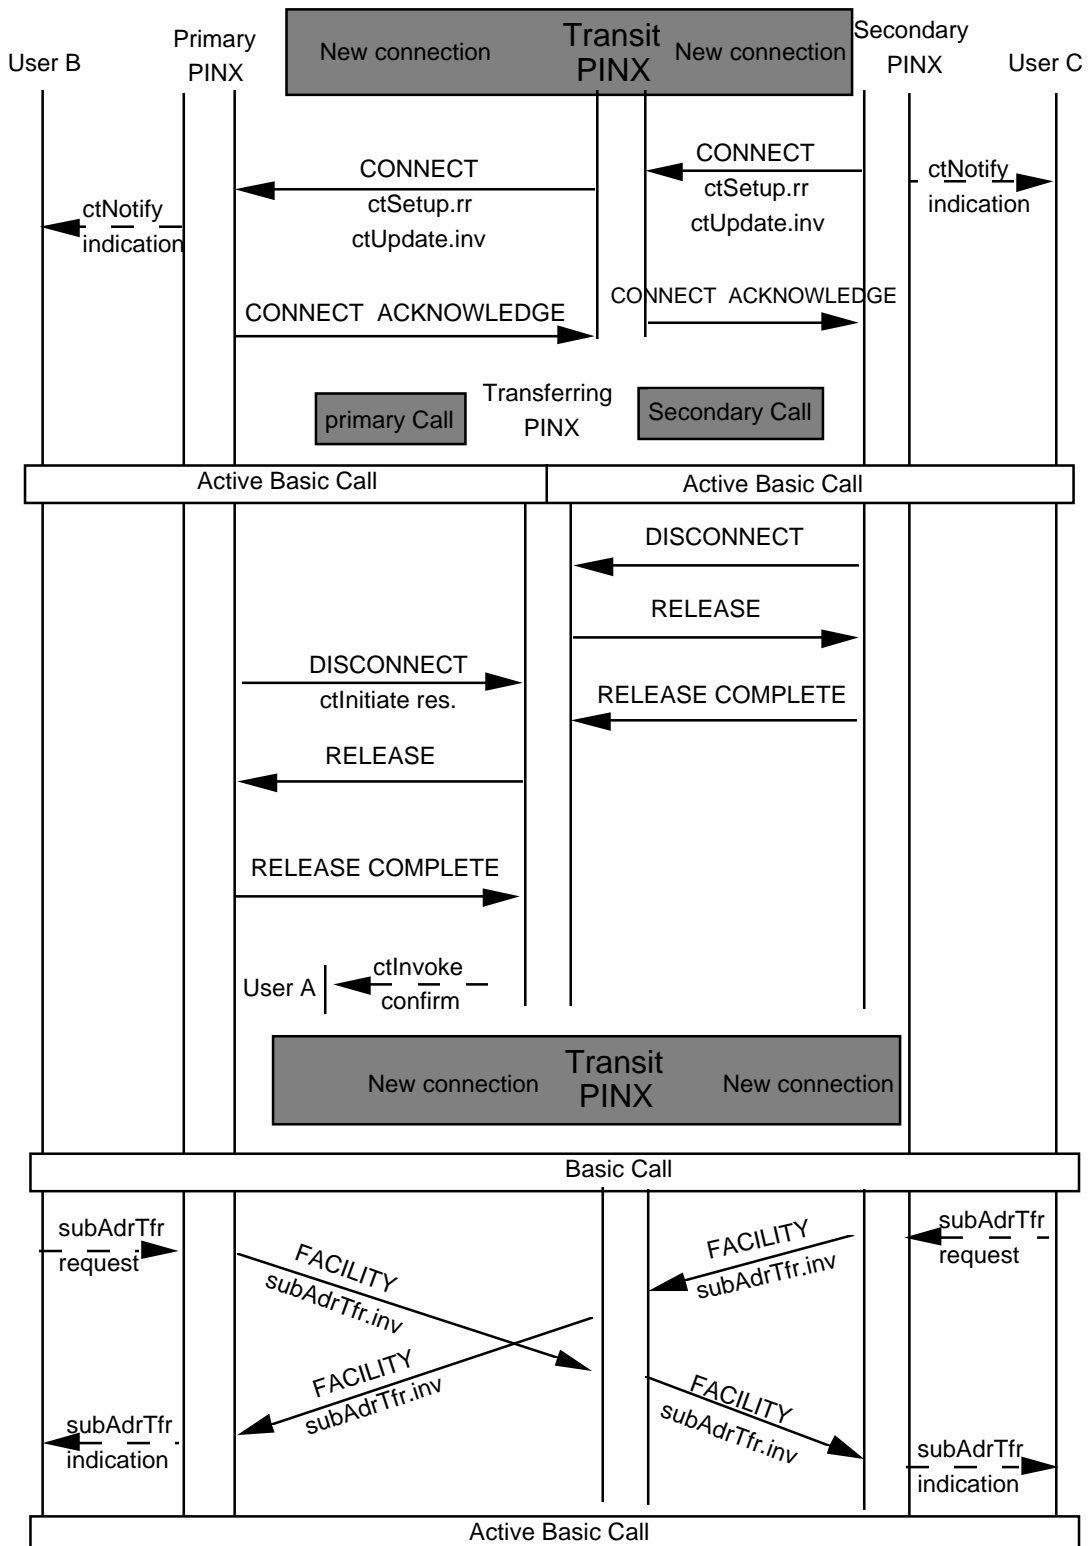 User B
Primary
PINX
New connection
Transit
PINX
New connection
Secondary
PINX
User C
CONNECT
ctSetup.rr
ctUpdate.inv
CONNECT
ctSetup.rr
ctUpdate.inv
ctNotify
indication
ctNotify
indication
CONNECT ACKNOWLEDGE
CONNECT ACKNOWLEDGE
primary Call
Transferring
PINX
Secondary Call
Active Basic Call
Active Basic Call
DISCONNECT
RELEASE
DISCONNECT
ctInitiate res.
RELEASE COMPLETE
RELEASE
RELEASE COMPLETE
User A
ctInvoke
confirm
New connection
Transit
PINX
New connection
Basic Call
subAdrTfr
request
FACILITY
subAdrTfr.inv
FACILITY
subAdrTfr.inv
subAdrTfr
request
FACILITY
subAdrTfr.inv
FACILITY
subAdrTfr.inv
subAdrTfr
indication
subAdrTfr
indication
Active Basic Call